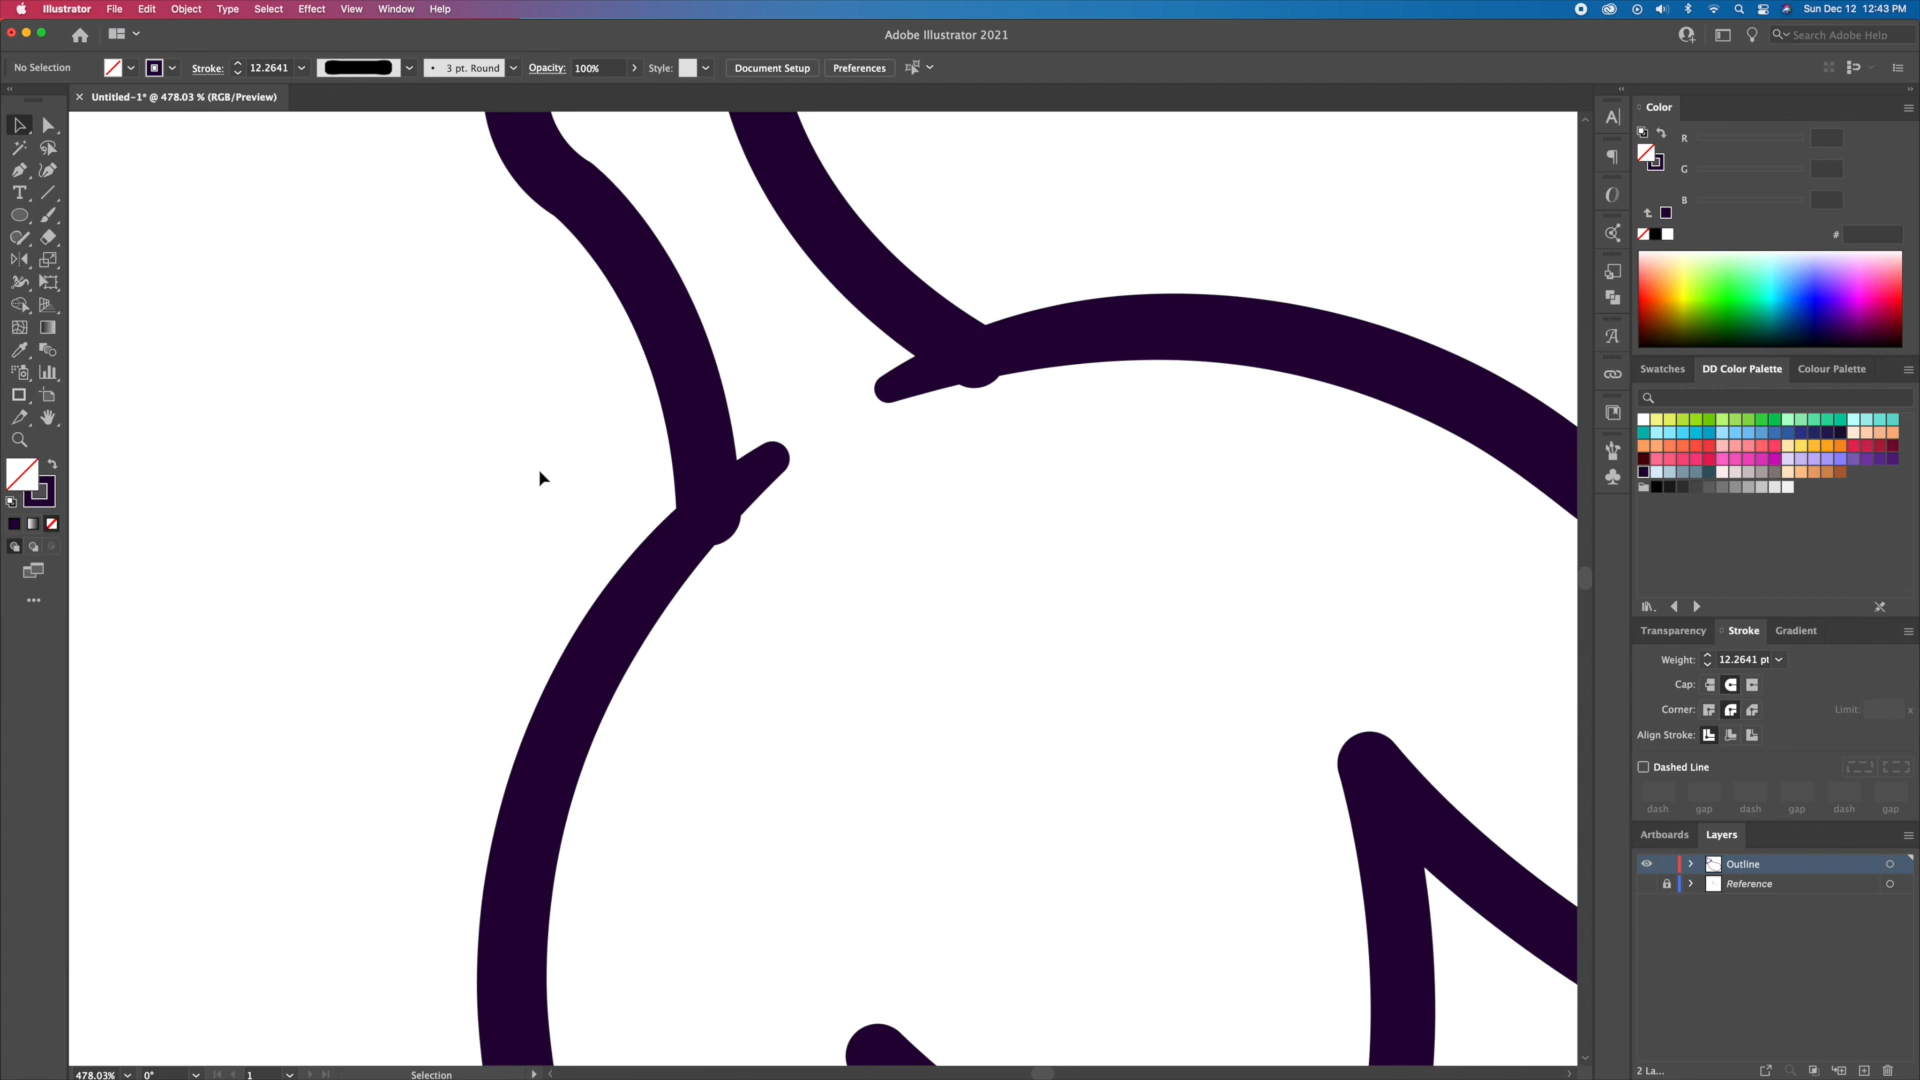 Illustrator File Edit Object Type Select Effect View Window Help
Sun Dec 12 12:43 PM
Adobe Illustrator 2021
Search Adobe Help
No Selection
Stroke: 12.2641
3 pt. Round
Opacity: 100%
Style:
Document Setup
Preferences
Untitled-1* @ 478.03 % (RGB/Preview)
Color
R
G
B
#
Swatches DD Color Palette Colour Palette
Transparency Stroke Gradient
Weight: 12.2641 pt
Cap:
Corner:
Limit: x
Align Stroke:
Dashed Line
dash gap dash gap dash gap
Artboards Layers
Outline
Reference
2 La...
478.03% 0° 1 Selection